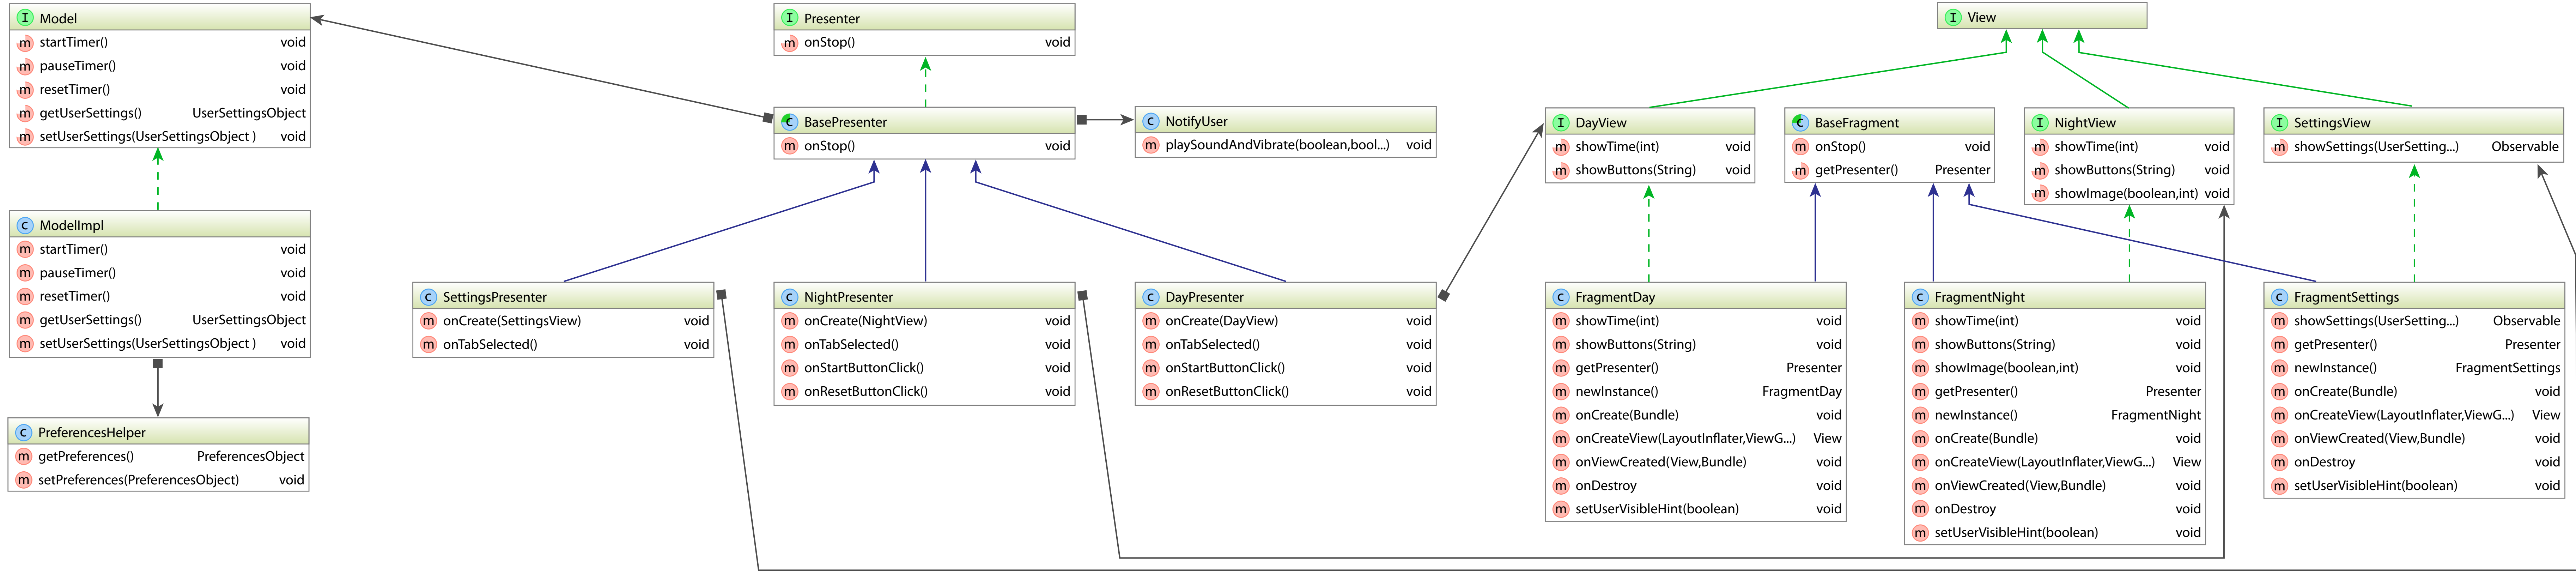 I Model
m startTimer() void
m pauseTimer() void
m resetTimer() void
m getUserSettings() UserSettingsObject
m setUserSettings(UserSettingsObject ) void
C ModelImpl
m startTimer() void
m pauseTimer() void
m resetTimer() void
m getUserSettings() UserSettingsObject
m setUserSettings(UserSettingsObject ) void
C PreferencesHelper
m getPreferences() PreferencesObject
m setPreferences(PreferencesObject) void
I Presenter
m onStop() void
C BasePresenter
m onStop() void
C NotifyUser
m playSoundAndVibrate(boolean,bool...) void
C SettingsPresenter
m onCreate(SettingsView) void
m onTabSelected() void
C NightPresenter
m onCreate(NightView) void
m onTabSelected() void
m onStartButtonClick() void
m onResetButtonClick() void
C DayPresenter
m onCreate(DayView) void
m onTabSelected() void
m onStartButtonClick() void
m onResetButtonClick() void
I View
I DayView
m showTime(int) void
m showButtons(String) void
C BaseFragment
m onStop() void
m getPresenter() Presenter
I NightView
m showTime(int) void
m showButtons(String) void
m showImage(boolean,int) void
I SettingsView
m showSettings(UserSetting...) Observable
C FragmentDay
m showTime(int) void
m showButtons(String) void
m getPresenter() Presenter
m newInstance() FragmentDay
m onCreate(Bundle) void
m onCreateView(LayoutInflater,ViewG...) View
m onViewCreated(View,Bundle) void
m onDestroy void
m setUserVisibleHint(boolean) void
C FragmentNight
m showTime(int) void
m showButtons(String) void
m showImage(boolean,int) void
m getPresenter() Presenter
m newInstance() FragmentNight
m onCreate(Bundle) void
m onCreateView(LayoutInflater,ViewG...) View
m onViewCreated(View,Bundle) void
m onDestroy void
m setUserVisibleHint(boolean) void
C FragmentSettings
m showSettings(UserSetting...) Observable
m getPresenter() Presenter
m newInstance() FragmentSettings
m onCreate(Bundle) void
m onCreateView(LayoutInflater,ViewG...) View
m onViewCreated(View,Bundle) void
m onDestroy void
m setUserVisibleHint(boolean) void